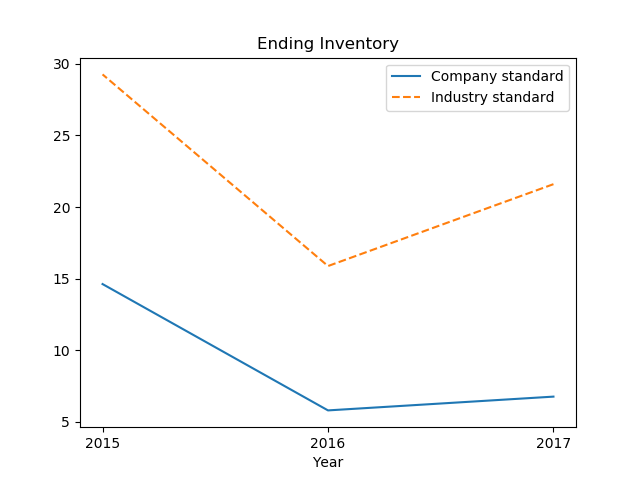 Ending Inventory
30
25
20
15
10
5
Company standard
Industry standard
2015
2016
2017
Year